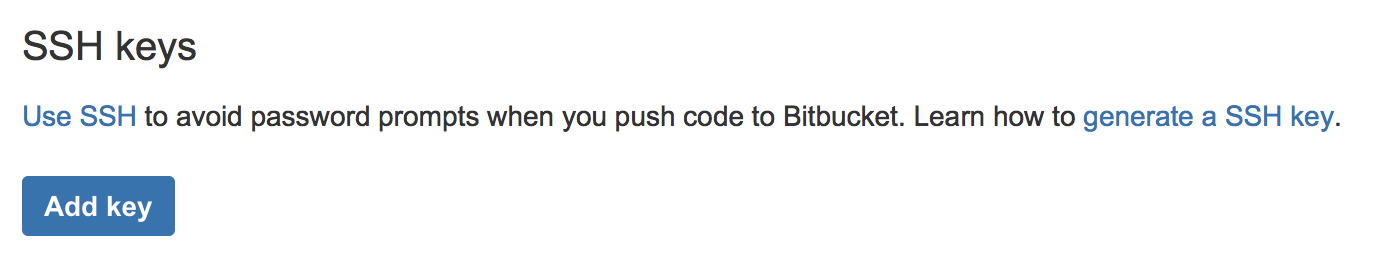 SSH keys
Use SSH to avoid password prompts when you push code to Bitbucket. Learn how to generate a SSH key.
Add key